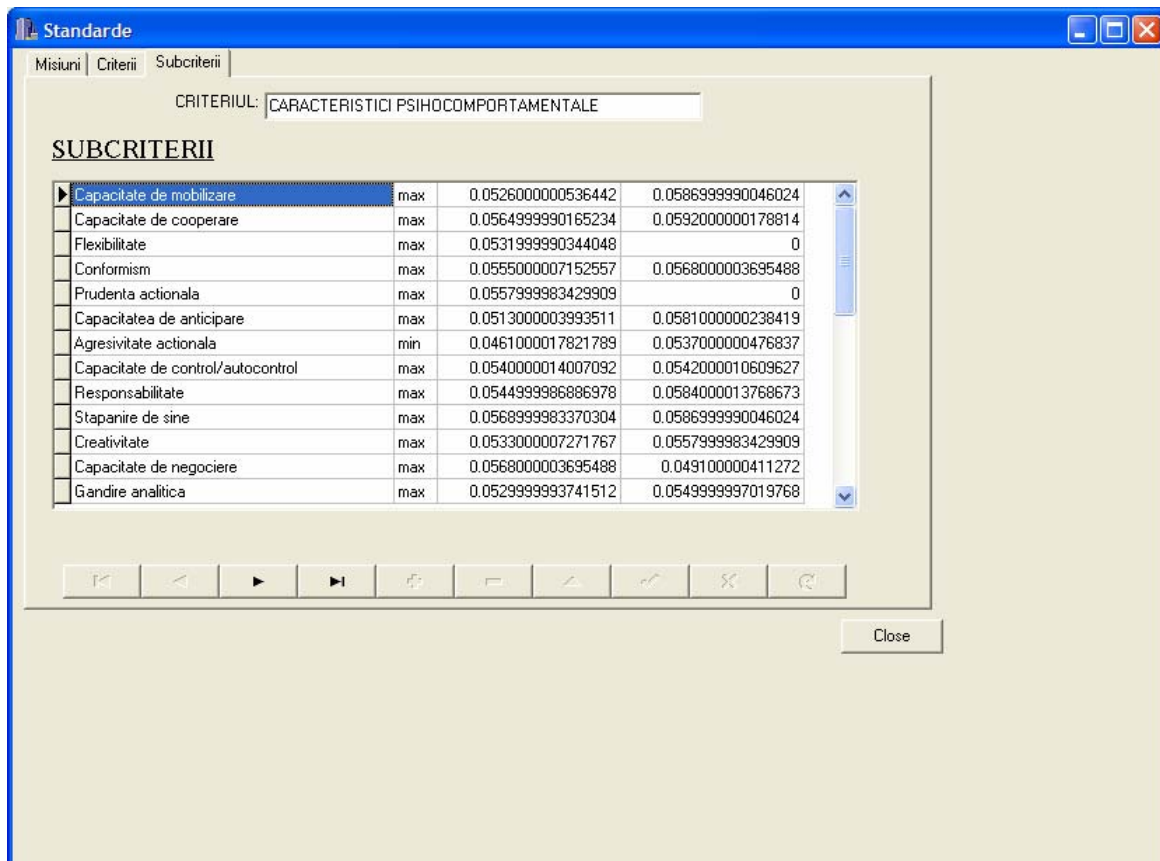 Standarde
Misiuni Criterii Subcriterii
CRITERIUL: CARACTERISTICI PSIHOCOMPORTAMENTALE
SUBCRITERII
Capacitate de mobilizare max 0.0526000000536442 0.0586999990046024
Capacitate de cooperare max 0.0564999990165234 0.0592000000178814
Flexibilitate max 0.0531999990344048 0
Conformism max 0.0555000007152557 0.0568000003695488
Prudenta actionala max 0.0557999983429909 0
Capacitatea de anticipare max 0.0513000003993511 0.0581000000238419
Agresivitate actionala min 0.0461000017821789 0.0537000000476837
Capacitate de control/autocontrol max 0.0540000014007092 0.0542000010609627
Responsabilitate max 0.0544999986886978 0.0584000013768673
Stapanire de sine max 0.0568999983370304 0.0586999990046024
Creativitate max 0.0533000007271767 0.0557999983429909
Capacitate de negociere max 0.0568000003695488 0.049100000411272
Gandire analitica max 0.0529999993741512 0.0549999997019768
Close